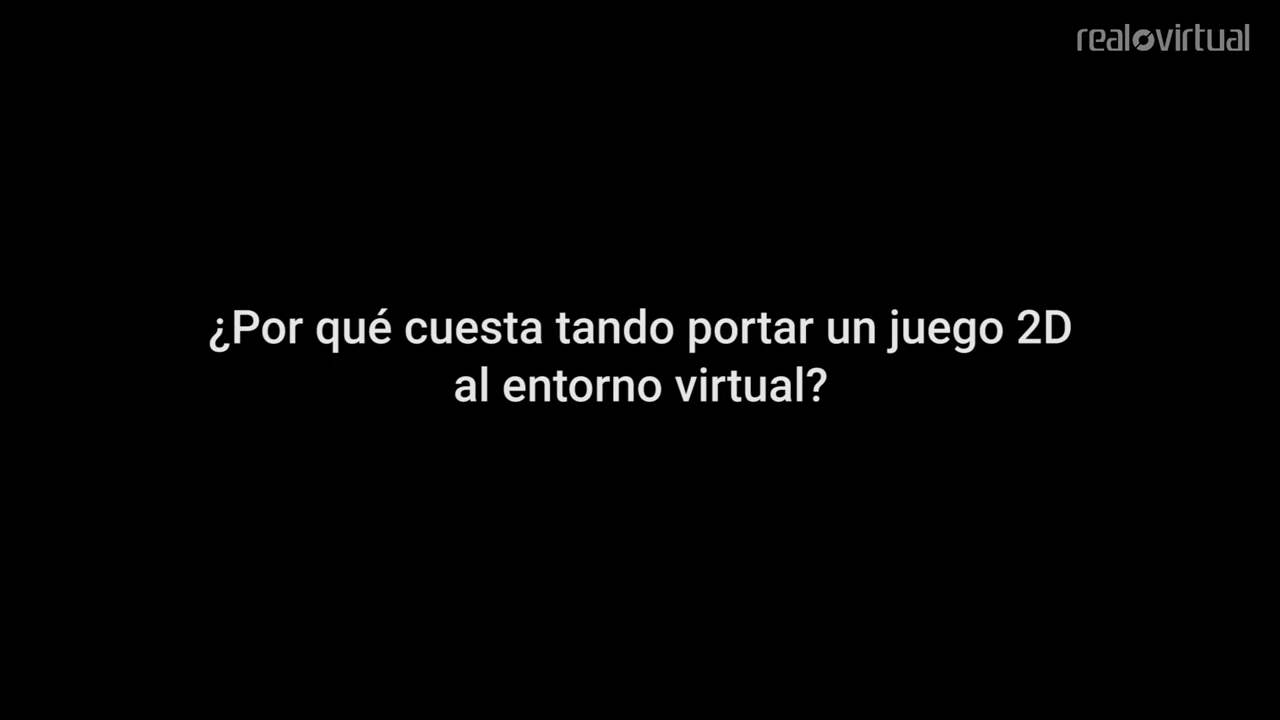 realovirtual
¿Por qué cuesta tando portar un juego 2D
al entorno virtual?